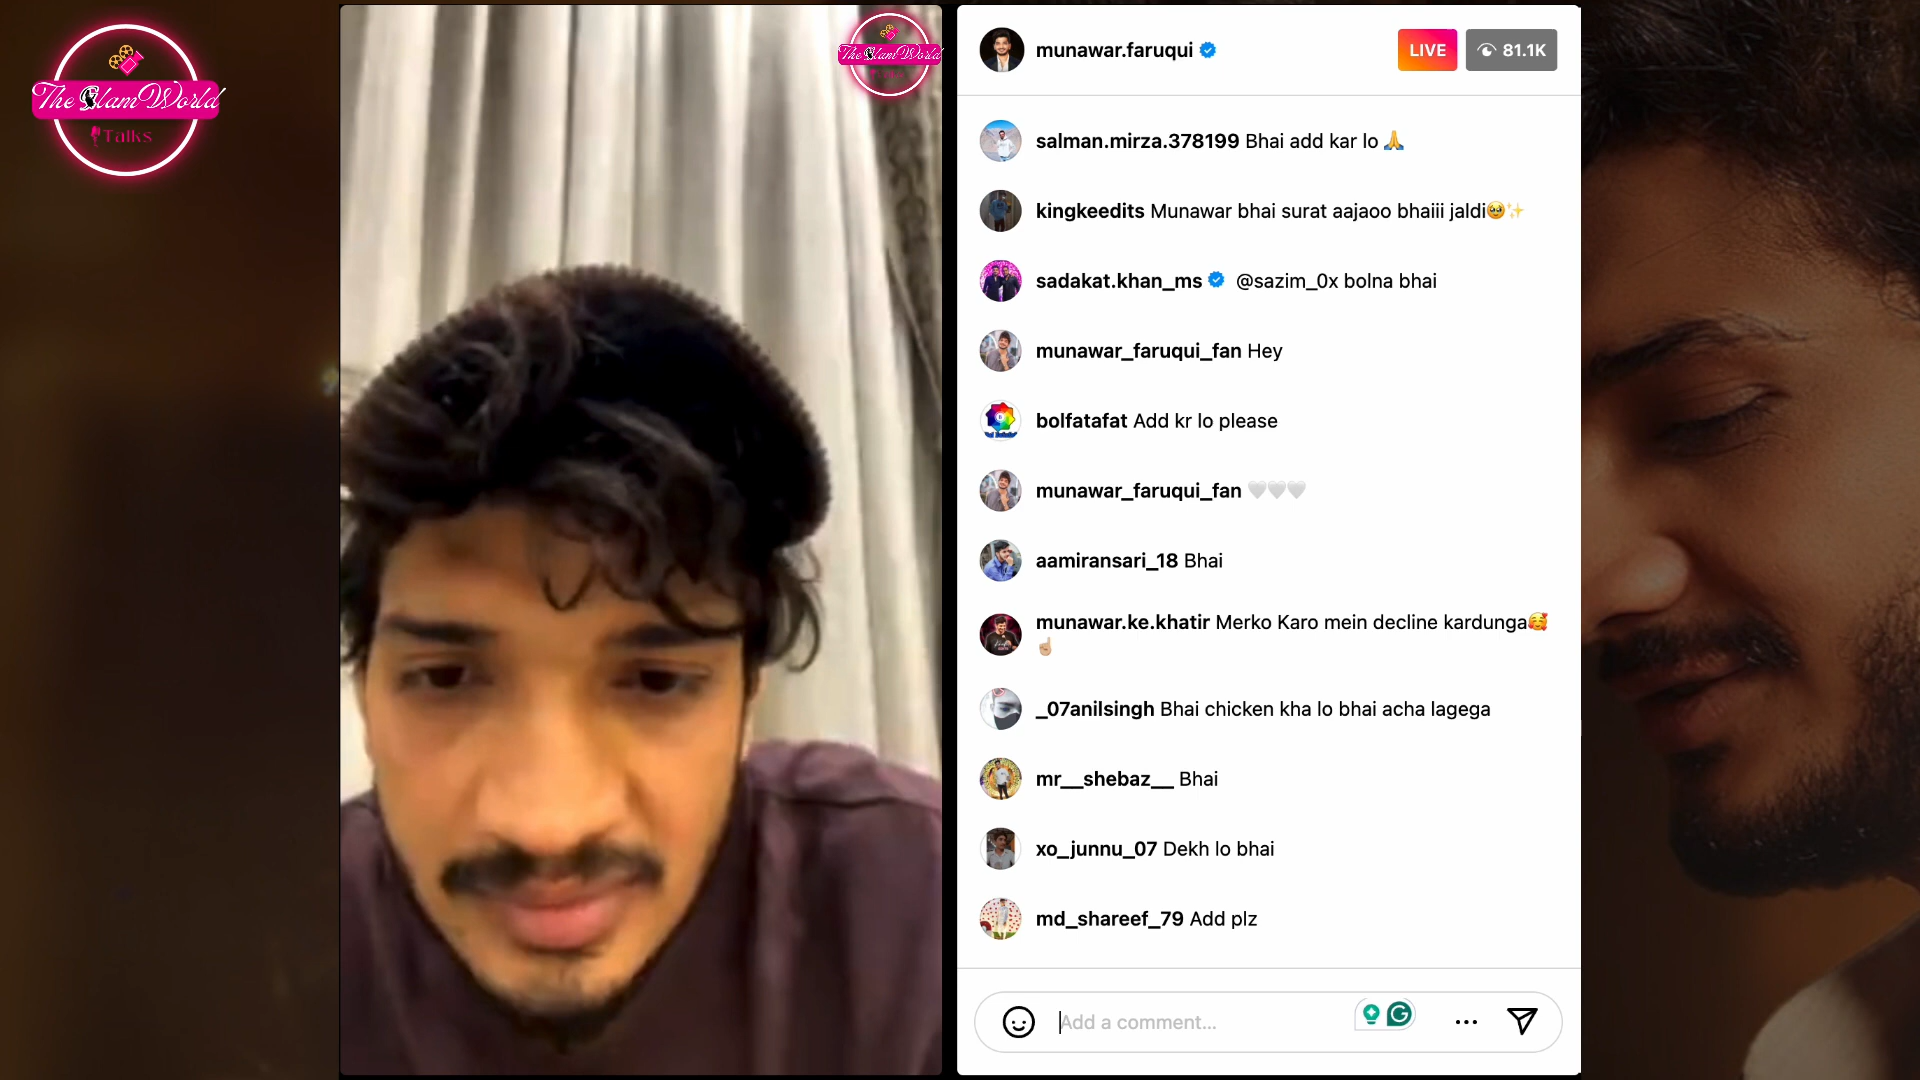 The Glam World
Talks
The Glam World
munawar.faruqui
LIVE
81.1K
salman.mirza.378199 Bhai add kar lo 🙏
kingkeedits Munawar bhai surat aajaoo bhaiii jaldi🥹✨
sadakat.khan_ms @sazim_0x bolna bhai
munawar_faruqui_fan Hey
bolfatafat Add kr lo please
munawar_faruqui_fan 🤍🤍🤍
aamiransari_18 Bhai
munawar.ke.khatir Merko Karo mein decline kardunga🥰
☝🏼
_07anilsingh Bhai chicken kha lo bhai acha lagega
mr__shebaz__ Bhai
xo_junnu_07 Dekh lo bhai
md_shareef_79 Add plz
Add a comment...